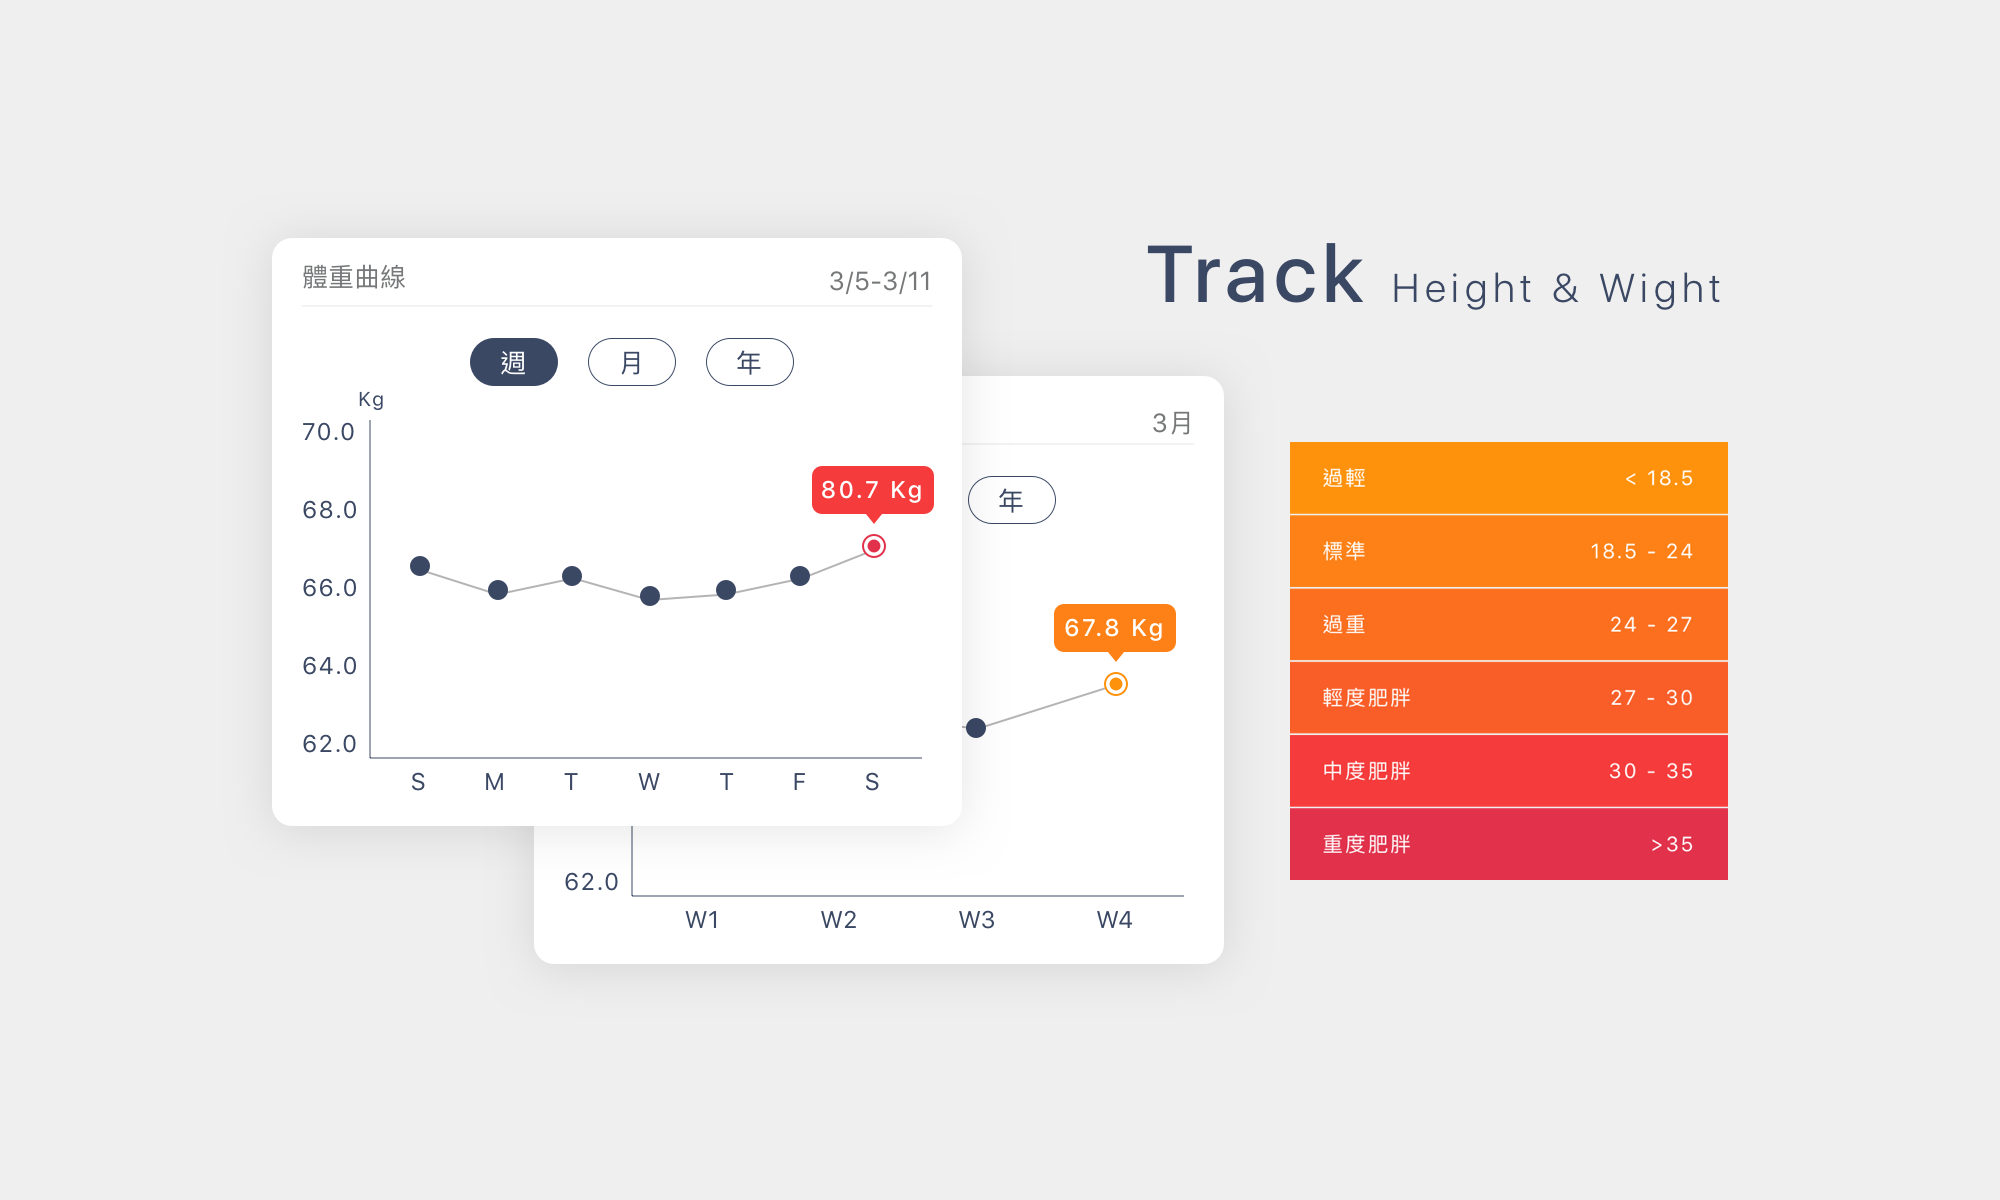 Track Height & Wight
體重曲線 3/5-3/11
週 月 年
Kg
70.0
68.0
66.0
64.0
62.0
80.7 Kg
S M T W T F S
3月
年
67.8 Kg
62.0
W1 W2 W3 W4
過輕 < 18.5
標準 18.5 - 24
過重 24 - 27
輕度肥胖 27 - 30
中度肥胖 30 - 35
重度肥胖 >35